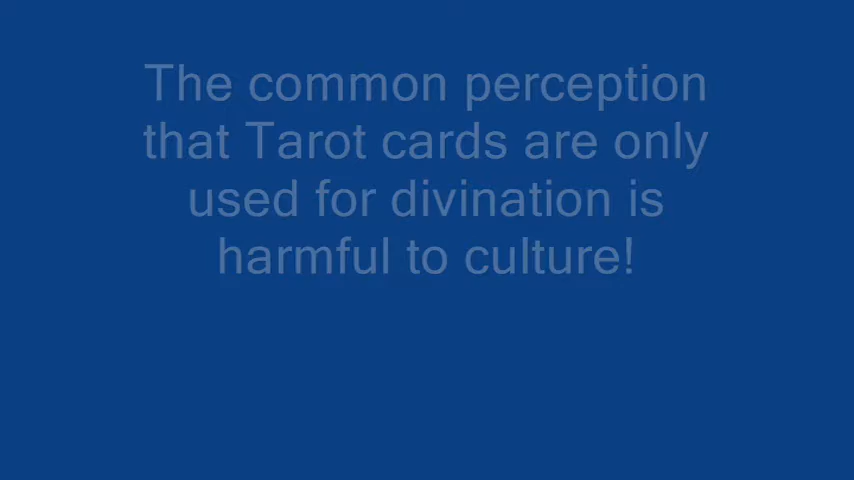 The common perception
that Tarot cards are only
used for divination is
harmful to culture!